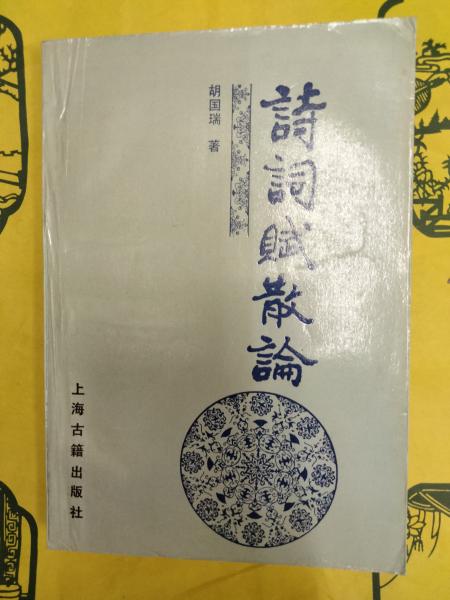 詩詞賦散論
胡国瑞 著
上海古籍出版社